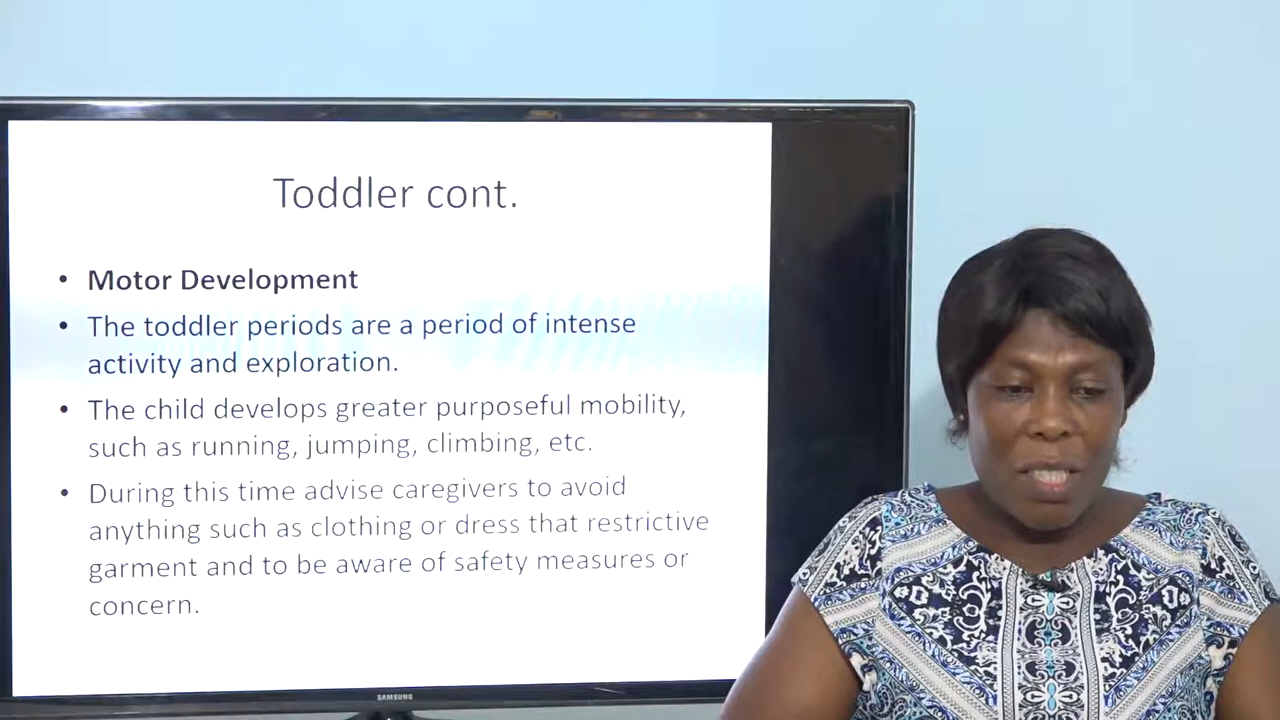 Toddler cont.
• Motor Development
• The toddler periods are a period of intense
activity and exploration.
• The child develops greater purposeful mobility,
such as running, jumping, climbing, etc.
• During this time advise caregivers to avoid
anything such as clothing or dress that restrictive
garment and to be aware of safety measures or
concern.
SAMSUNG